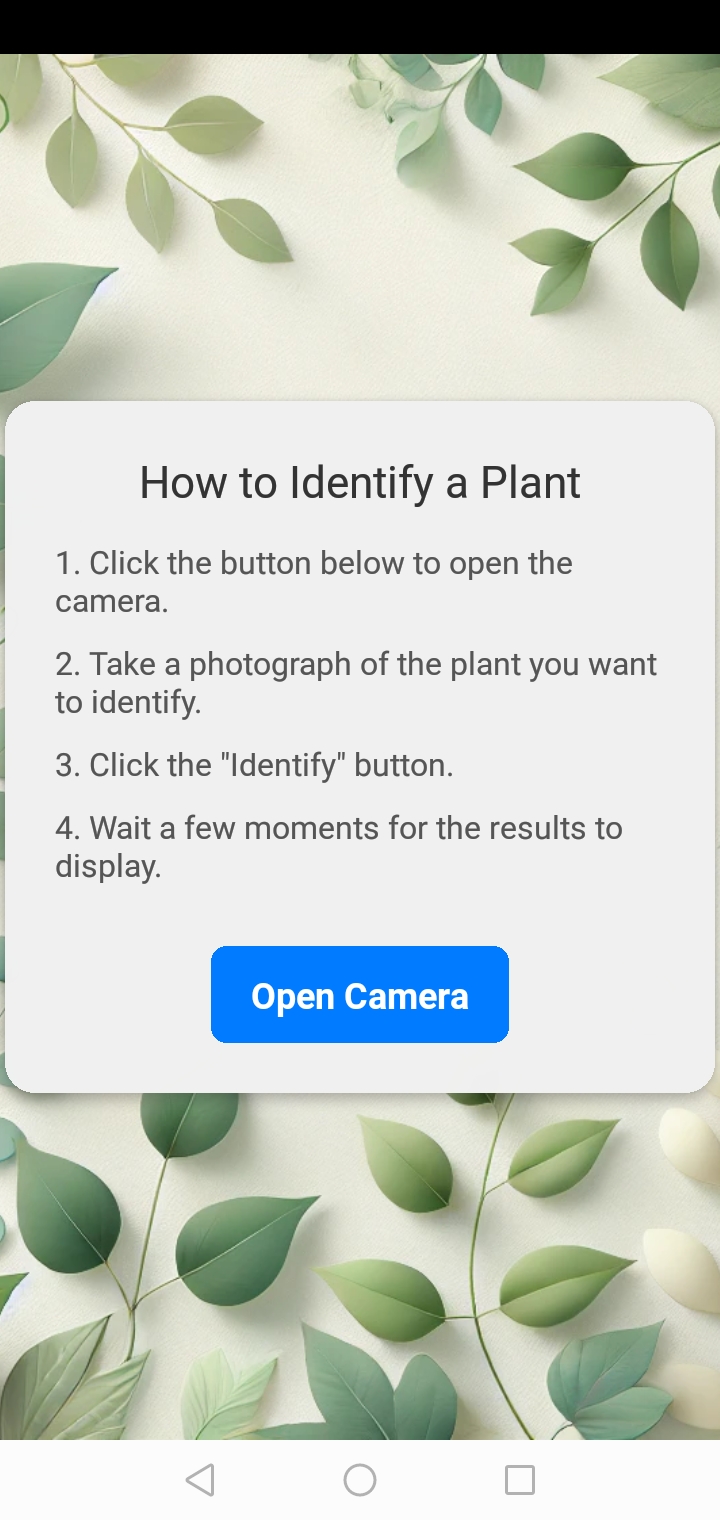 How to Identify a Plant
1. Click the button below to open the
camera.
2. Take a photograph of the plant you want
to identify.
3. Click the "Identify" button.
4. Wait a few moments for the results to
display.
Open Camera